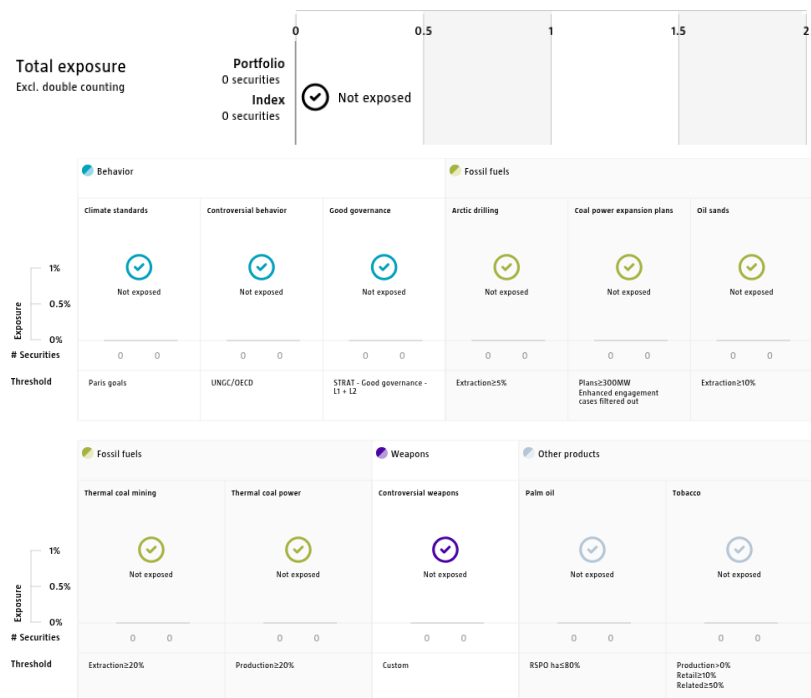 0 0.5 1 1.5 2
Total exposure
Excl. double counting
Portfolio
0 securities
Index
0 securities
Not exposed
Behavior Fossil fuels
Climate standards Controversial behavior Good governance Arctic drilling Coal power expansion plans Oil sands
Not exposed Not exposed Not exposed Not exposed Not exposed Not exposed
Exposure
1%
0.5%
0%
# Securities 0 0 0 0 0 0 0 0 0 0 0 0
Threshold Paris goals UNGC/OECD STRAT - Good governance - Extraction≥5% Plans≥300MW Extraction≥10%
L1 + L2 Enhanced engagement
cases filtered out
Fossil fuels Weapons Other products
Thermal coal mining Thermal coal power Controversial weapons Palm oil Tobacco
Not exposed Not exposed Not exposed Not exposed Not exposed
Exposure
1%
0.5%
0%
# Securities 0 0 0 0 0 0 0 0 0 0
Threshold Extraction≥20% Production≥20% Custom RSPO ha≤80% Production>0%
Retail≥10%
Related≥50%